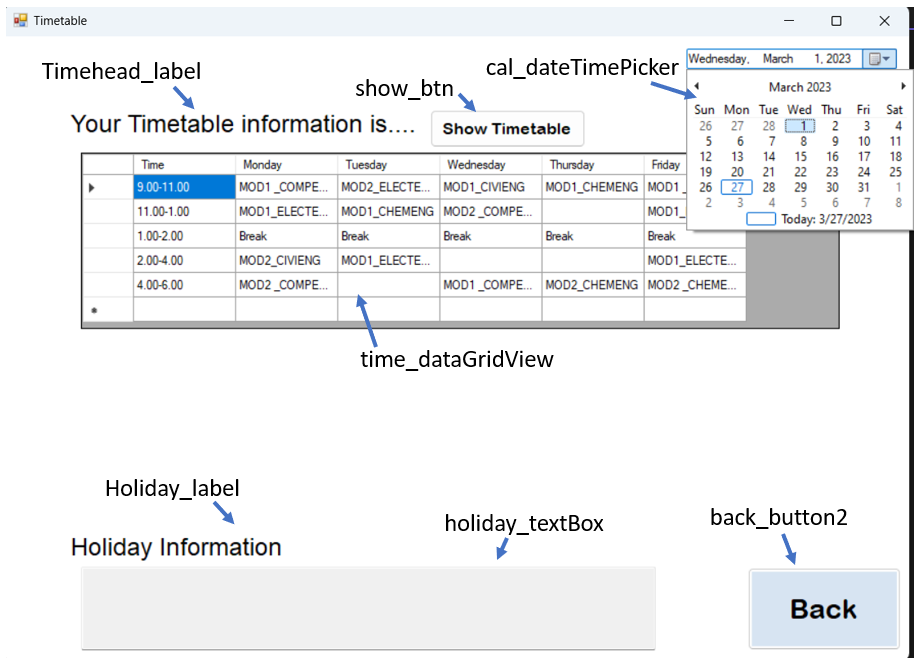 Timetable
Timehead_label
show_btn
cal_dateTimePicker
Wednesday, March 1, 2023
Your Timetable information is....
Show Timetable
March 2023
Sun Mon Tue Wed Thu Fri Sat
26 27 28 1 2 3 4
5 6 7 8 9 10 11
12 13 14 15 16 17 18
19 20 21 22 23 24 25
26 27 28 29 30 31 1
2 3 4 5 6 7 8
Today: 3/27/2023
Time Monday Tuesday Wednesday Thursday Friday
9.00-11.00 MOD1 _COMPE... MOD2_ELECTE... MOD1_CIVIENG MOD1_CHEMENG MOD1_
11.00-1.00 MOD1_ELECTE... MOD1_CHEMENG MOD2 _COMPE... MOD1_
1.00-2.00 Break Break Break Break Break
2.00-4.00 MOD2_CIVIENG MOD1_ELECTE... MOD1_ELECTE...
4.00-6.00 MOD2 _COMPE... MOD1 _COMPE... MOD2_CHEMENG MOD2 _CHEME...
time_dataGridView
Holiday_label
holiday_textBox
back_button2
Holiday Information
Back